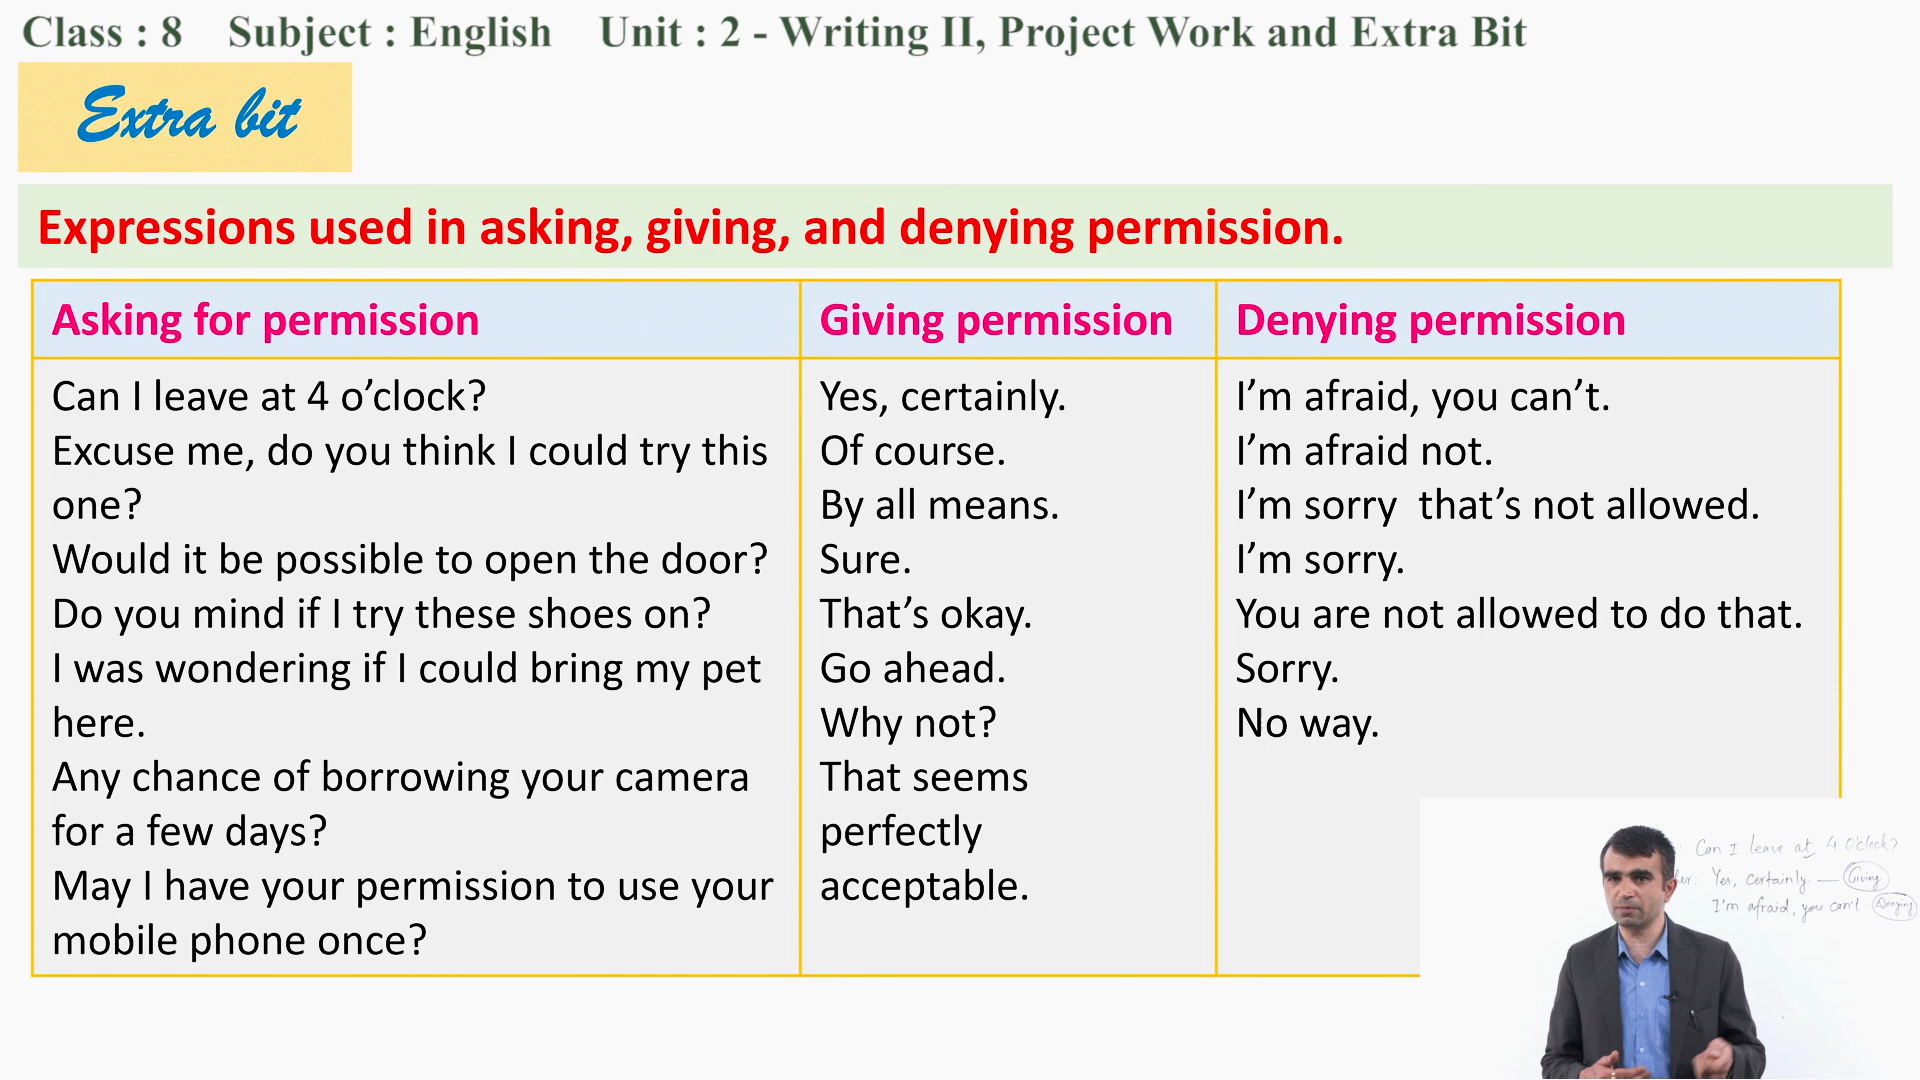 Class : 8 Subject : English Unit : 2 - Writing II, Project Work and Extra Bit
Extra bit
Expressions used in asking, giving, and denying permission.
Asking for permission
Can I leave at 4 o’clock?
Excuse me, do you think I could try this
one?
Would it be possible to open the door?
Do you mind if I try these shoes on?
I was wondering if I could bring my pet
here.
Any chance of borrowing your camera
for a few days?
May I have your permission to use your
mobile phone once?
Giving permission
Yes, certainly.
Of course.
By all means.
Sure.
That’s okay.
Go ahead.
Why not?
That seems
perfectly
acceptable.
Denying permission
I’m afraid, you can’t.
I’m afraid not.
I’m sorry that’s not allowed.
I’m sorry.
You are not allowed to do that.
Sorry.
No way.
: Can I leave at 4 O'clock?
Yes, certainly. — Giving
I'm afraid, you can't. Denying